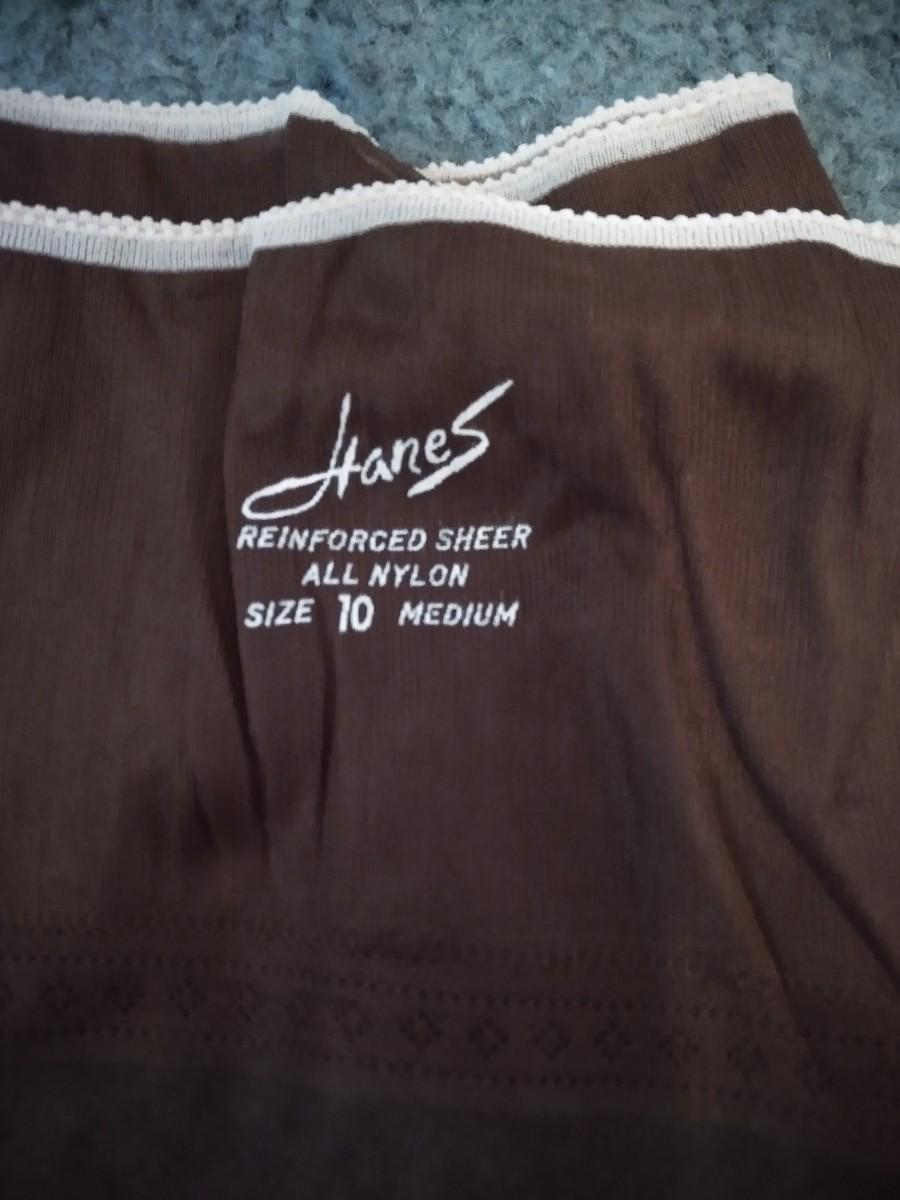 Hanes
REINFORCED SHEER
ALL NYLON
SIZE 10 MEDIUM